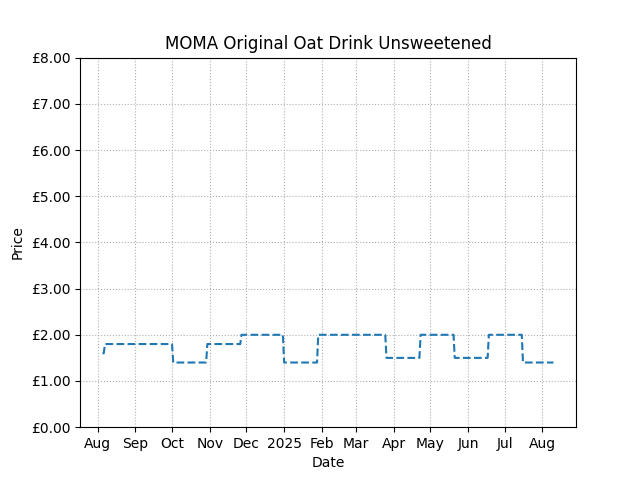 MOMA Original Oat Drink Unsweetened
£8.00
£7.00
£6.00
£5.00
£4.00
£3.00
£2.00
£1.00
£0.00
Price
Aug Sep Oct Nov Dec 2025 Feb Mar Apr May Jun Jul Aug
Date